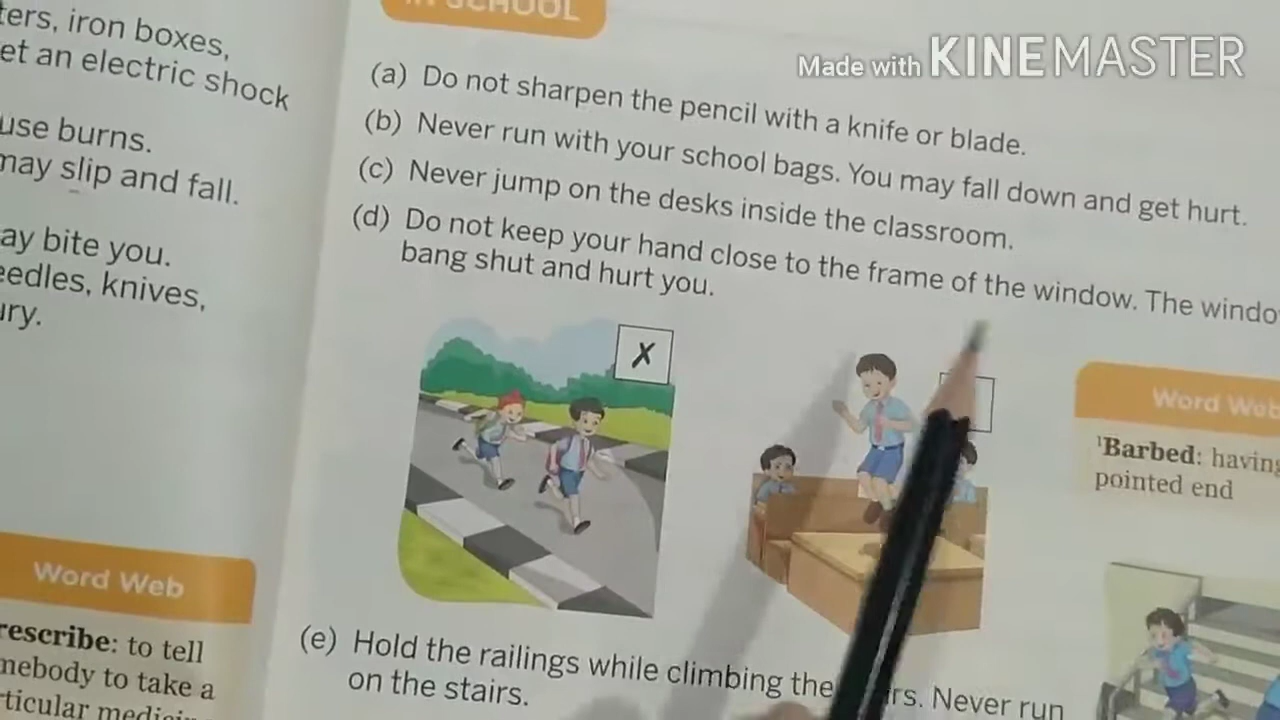 IN SCHOOL
Made with KINEMASTER
ters, iron boxes,
et an electric shock
use burns.
may slip and fall.
ay bite you.
eedles, knives,
ury.
(a) Do not sharpen the pencil with a knife or blade.
(b) Never run with your school bags. You may fall down and get hurt.
(c) Never jump on the desks inside the classroom.
(d) Do not keep your hand close to the frame of the window. The windo
bang shut and hurt you.
X
Word Web
¹Barbed: having
pointed end
Word Web
rescribe: to tell
mebody to take a
rticular medicin
(e) Hold the railings while climbing the rs. Never run
on the stairs.